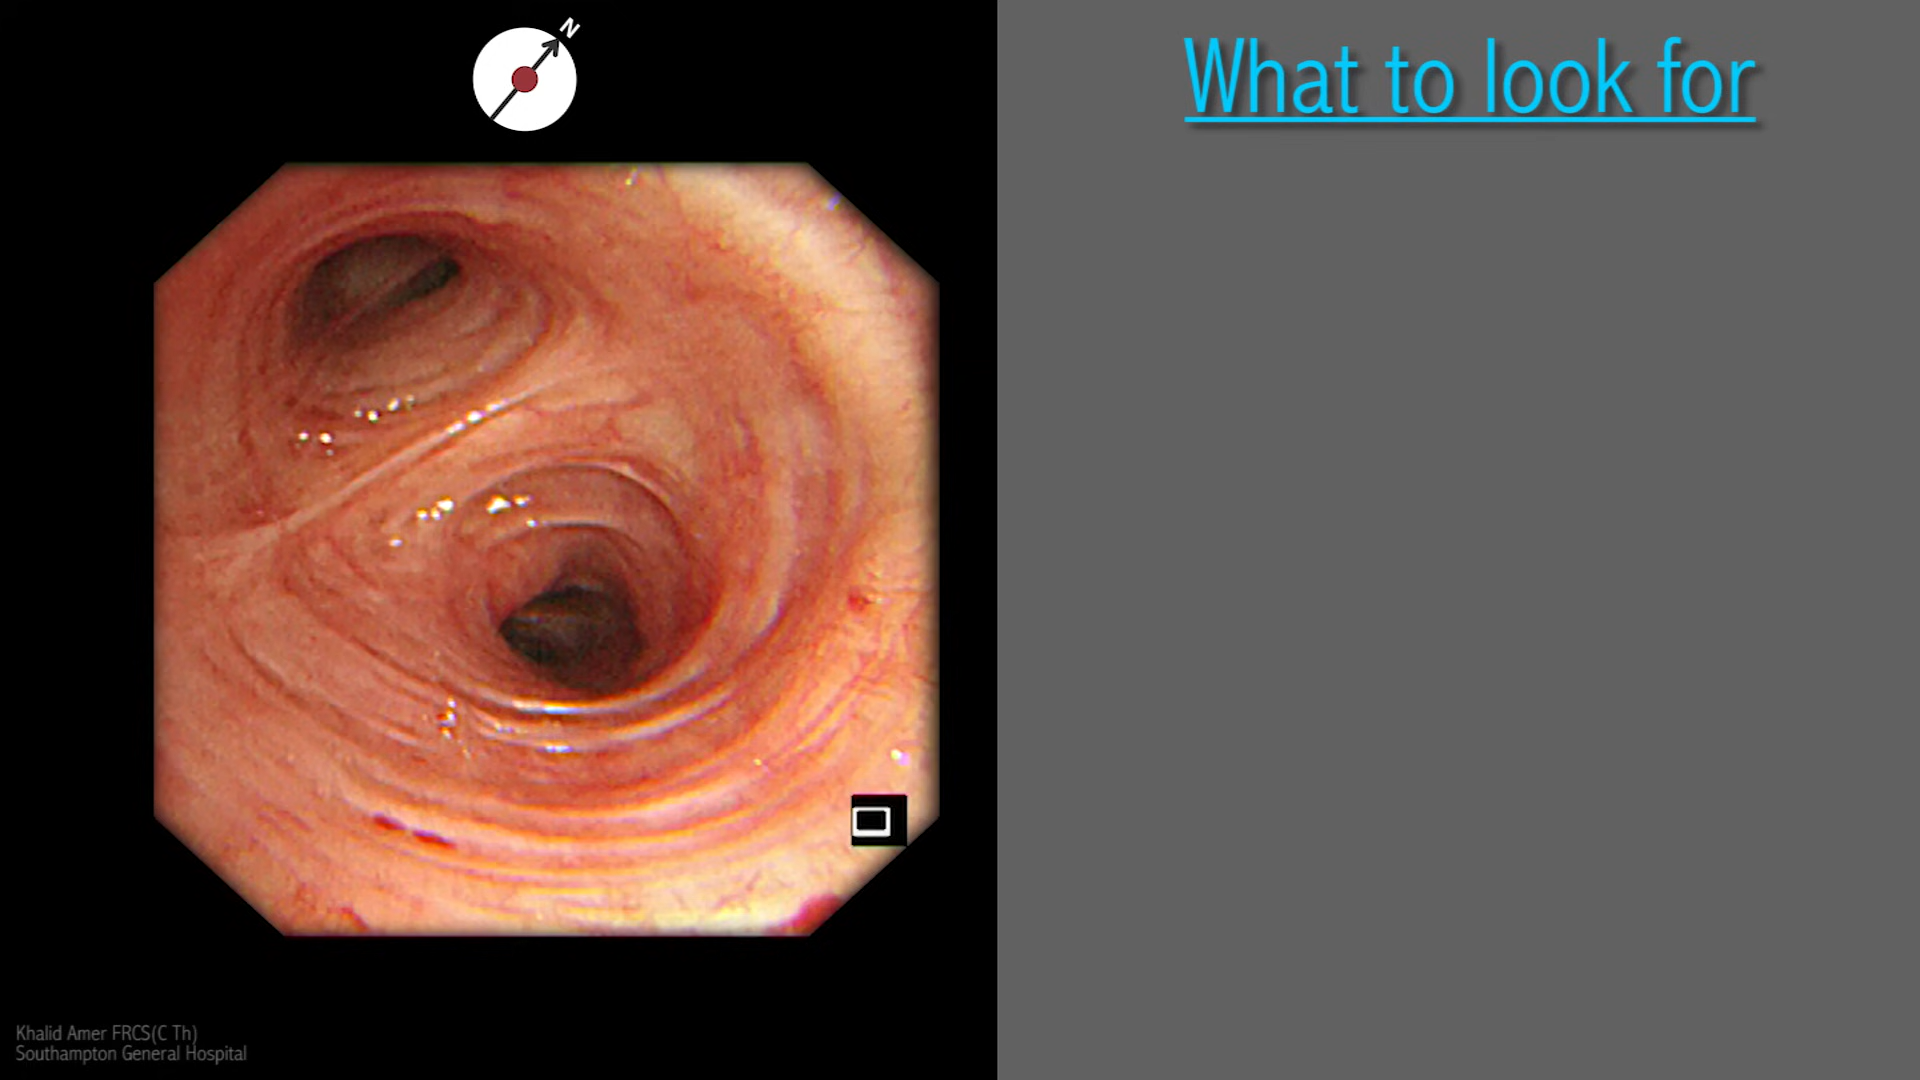 N
What to look for
Khalid Amer FRCS(C Th)
Southampton General Hospital